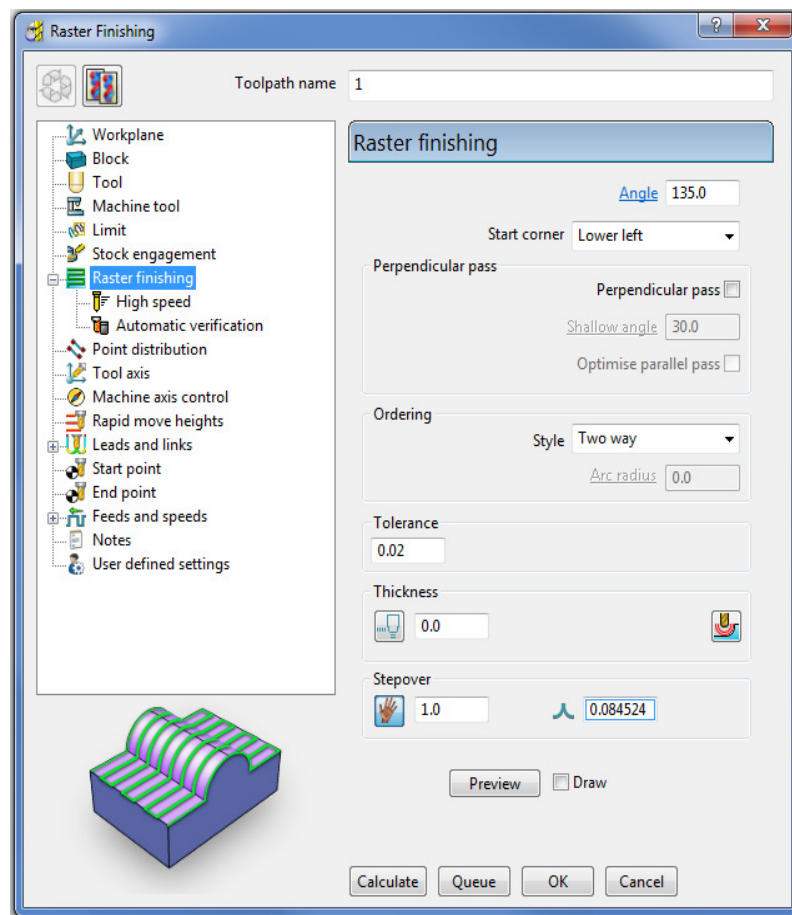 Raster Finishing
Toolpath name 1
Workplane
Block
Tool
Machine tool
Limit
Stock engagement
Raster finishing
High speed
Automatic verification
Point distribution
Tool axis
Machine axis control
Rapid move heights
Leads and links
Start point
End point
Feeds and speeds
Notes
User defined settings
Raster finishing
Angle 135.0
Start corner Lower left
Perpendicular pass
Perpendicular pass
Shallow angle 30.0
Optimise parallel pass
Ordering
Style Two way
Arc radius 0.0
Tolerance
0.02
Thickness
0.0
Stepover
1.0 0.084524
Preview Draw
Calculate Queue OK Cancel